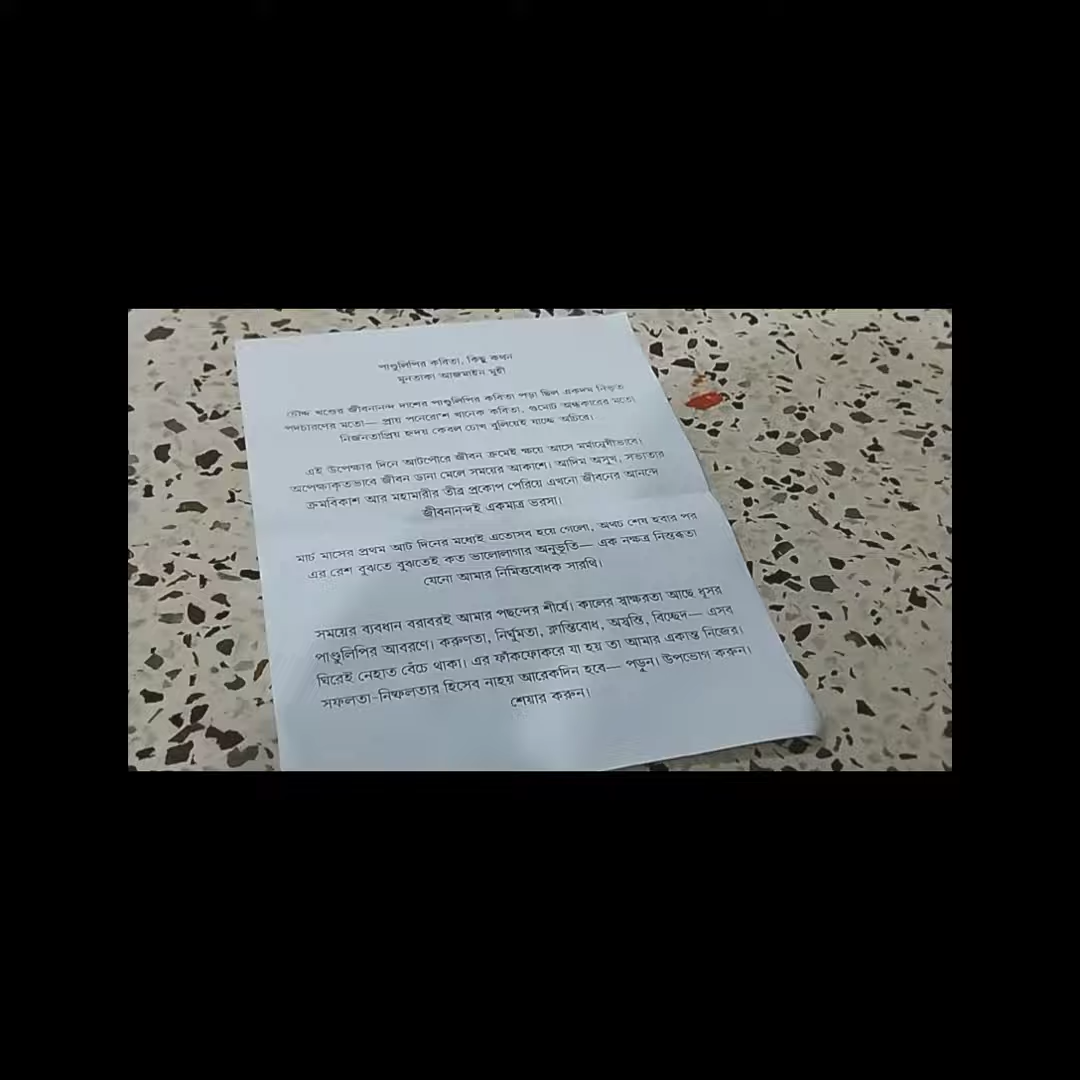 পাণ্ডুলিপির কবিতা, কিছু কথন
মুনতাকা আজমাইন মুহী
চৌদ্দ খণ্ডের জীবনানন্দ দাশের পাণ্ডুলিপির কবিতা পড়া ছিল একদম নিভৃত
পদচারণের মতো— প্রায় পনেরো'শ খানেক কবিতা, গুমোট অন্ধকারের মতো
নির্জনতাপ্রিয় হৃদয় কেবল চোখ বুলিয়েই যাচ্ছে অচিরে।
এই উপেক্ষার দিনে আটপৌরে জীবন ক্রমেই ক্ষয়ে আসে মর্মানুভীভাবে।
অপেক্ষাকৃতভাবে জীবন ডানা মেলে সময়ের আকাশে। আদিম অসুখ, সভ্যতার
ক্রমবিকাশ আর মহামারীর তীব্র প্রকোপ পেরিয়ে এখনো জীবনের আনন্দে
জীবনানন্দই একমাত্র ভরসা।
মার্চ মাসের প্রথম আট দিনের মধ্যেই এতোসব হয়ে গেলো, অথচ শেষ হবার পর
এর রেশ বুঝতে বুঝতেই কত ভালোলাগার অনুভূতি— এক নক্ষত্র নিস্তব্ধতা
যেনো আমার নিমিত্তবোধক সারথি।
সময়ের ব্যবধান বরাবরই আমার পছন্দের শীর্ষে। কালের স্বাক্ষরতা আছে ধূসর
পাণ্ডুলিপির আবরণে। করুণতা, নির্ঘুমতা, ক্লান্তিবোধ, অস্বস্তি, বিচ্ছেদ— এসব
ঘিরেই নেহাত বেঁচে থাকা। এর ফাঁকফোকরে যা হয় তা আমার একান্ত নিজের।
সফলতা-নিষ্ফলতার হিসেব নাহয় আরেকদিন হবে— পড়ুন। উপভোগ করুন।
শেয়ার করুন।